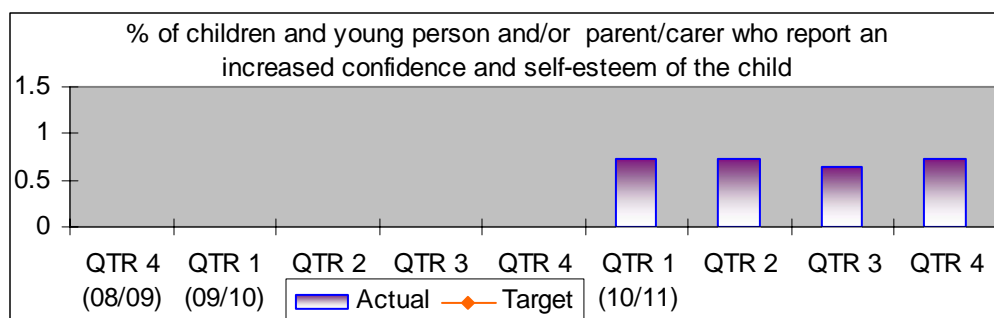 % of children and young person and/or parent/carer who report an
increased confidence and self-esteem of the child
1.5
1
0.5
0
QTR 4 QTR 1 QTR 2 QTR 3 QTR 4 QTR 1 QTR 2 QTR 3 QTR 4
(08/09) (09/10) (10/11)
Actual Target